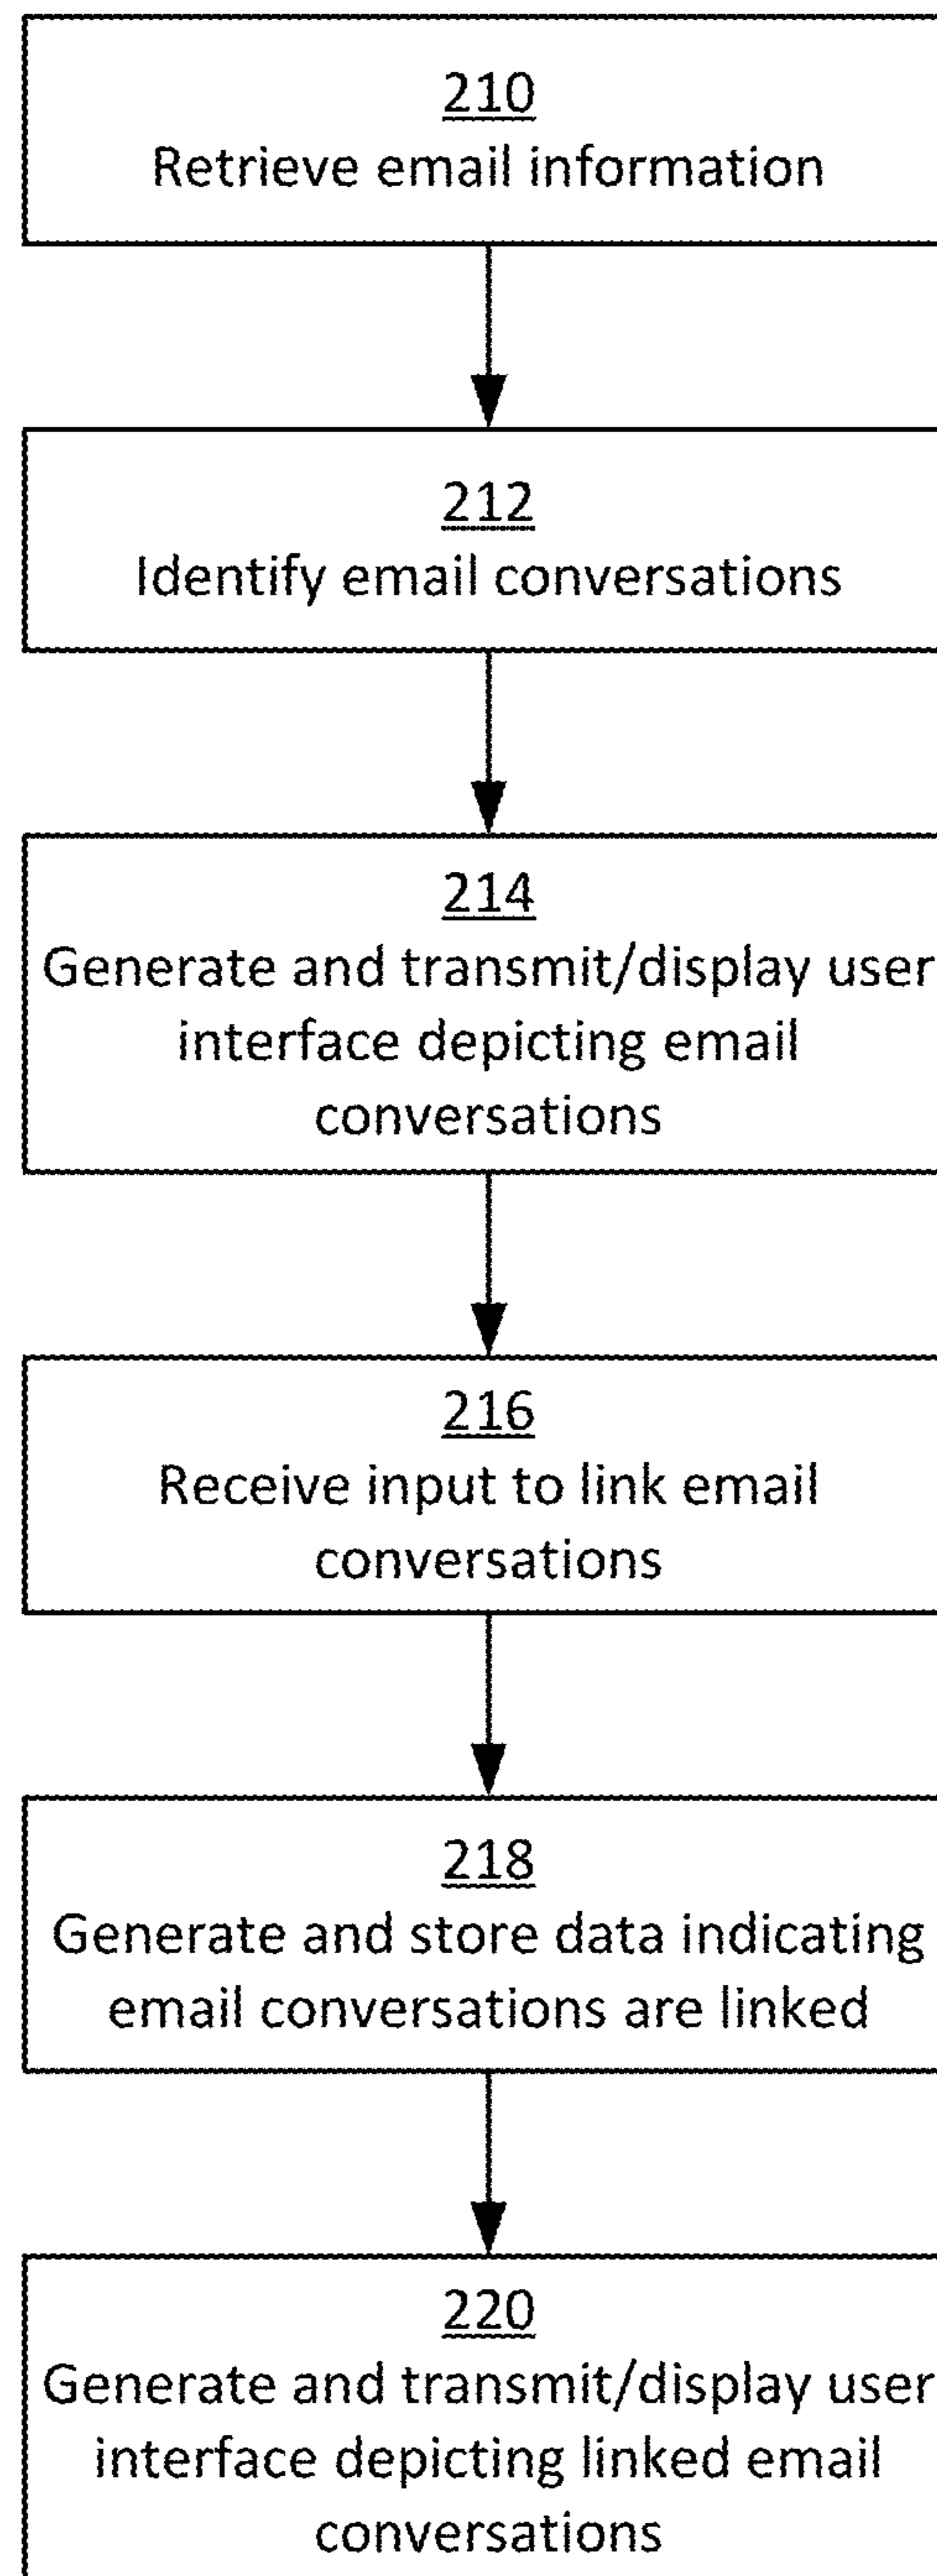 210
Retrieve email information
212
Identify email conversations
214
Generate and transmit/display user
interface depicting email
conversations
216
Receive input to link email
conversations
218
Generate and store data indicating
email conversations are linked
220
Generate and transmit/display user
interface depicting linked email
conversations